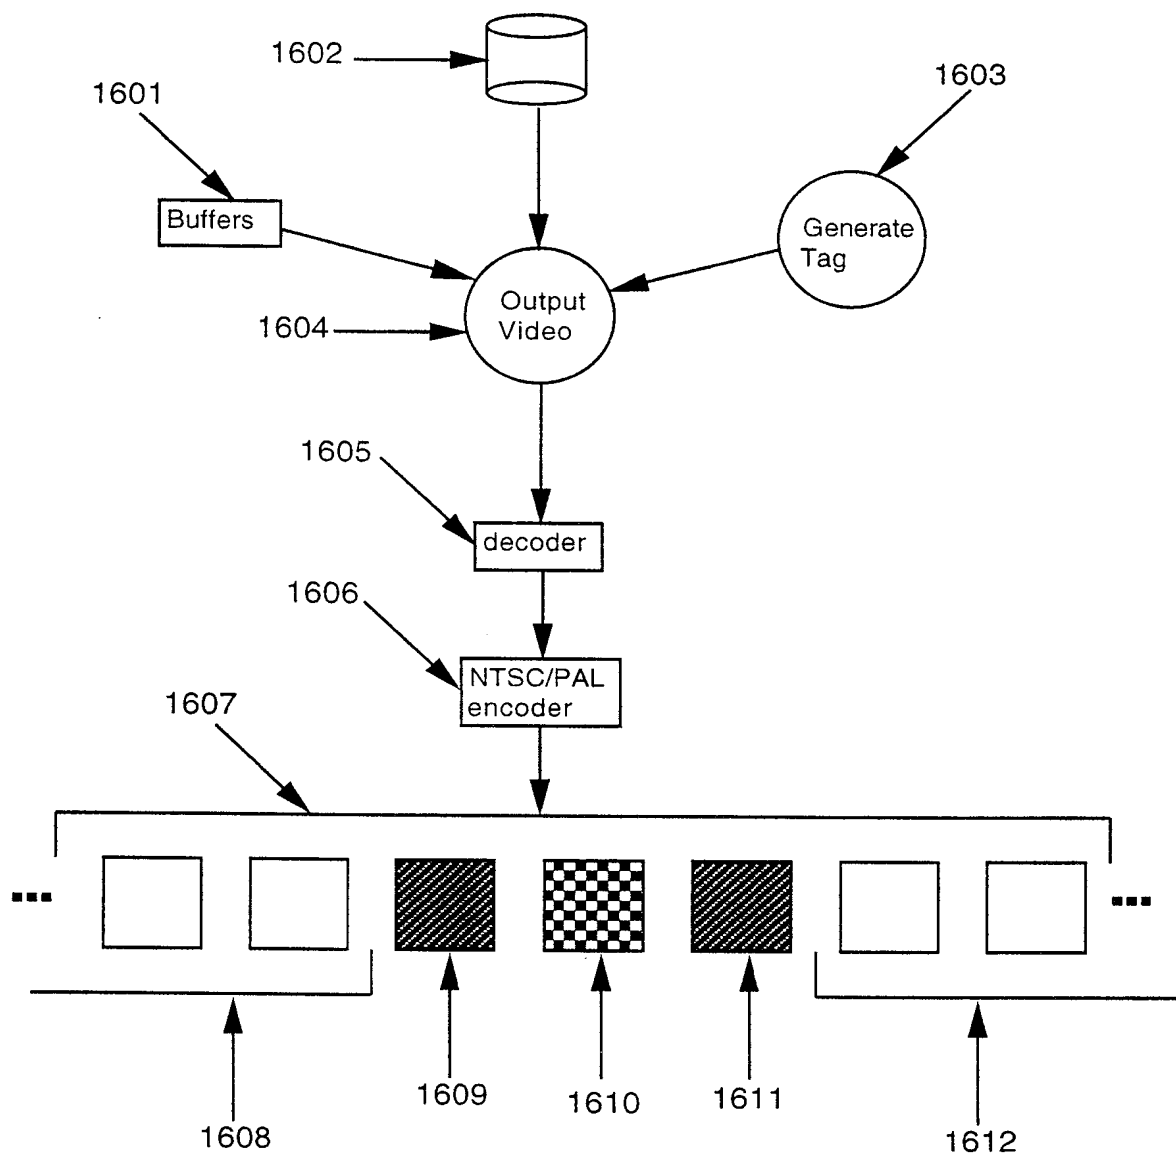 1602
1603
1601
Buffers
Generate
Tag
Output
Video
1604
1605
decoder
1606
NTSC/PAL
encoder
1607
1609
1610
1611
1608
1612